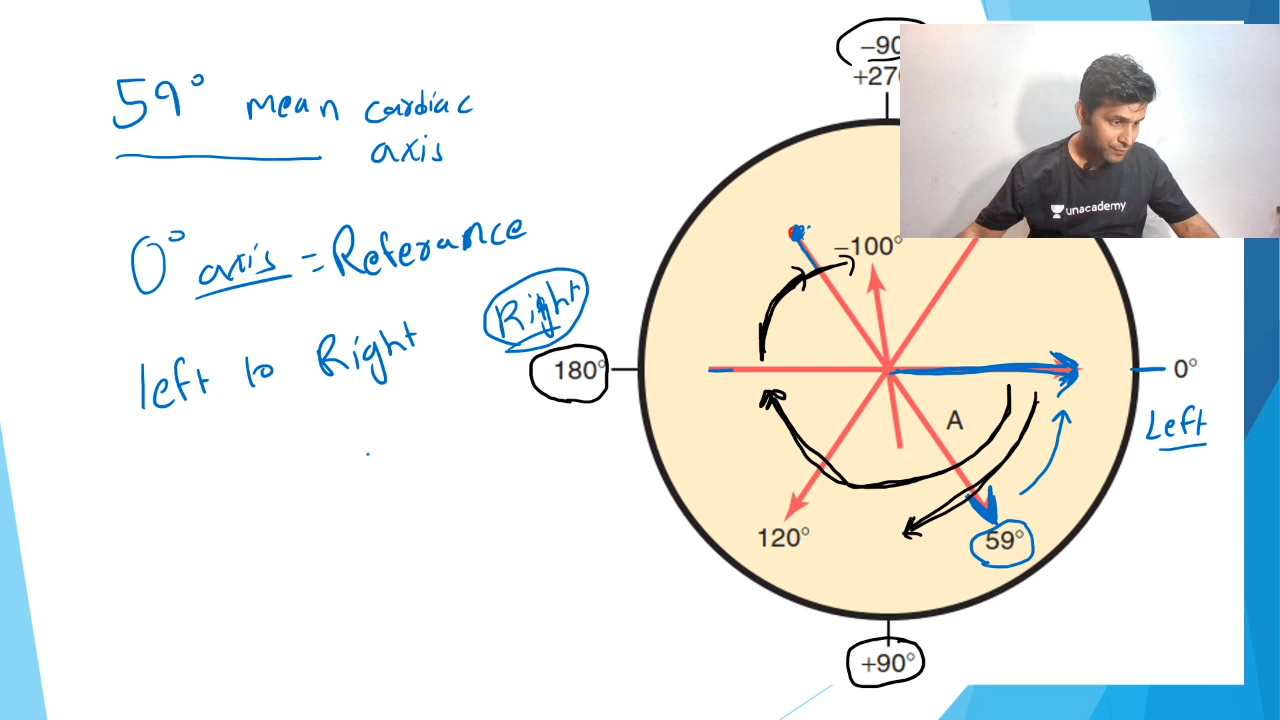 59° mean cardiac
axis
0° axis = Referance
left to Right
Right
−90
+270
unacademy
−100°
180°
0°
Left
A
120°
59°
+90°